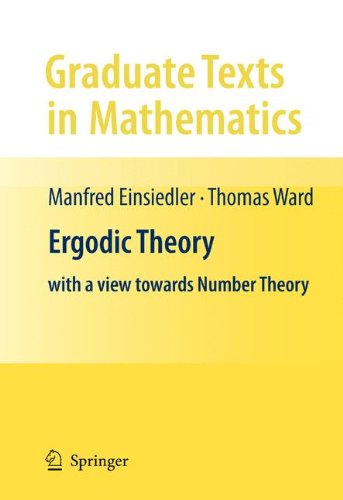 Graduate Texts
in Mathematics
Manfred Einsiedler · Thomas Ward
Ergodic Theory
with a view towards Number Theory
Springer